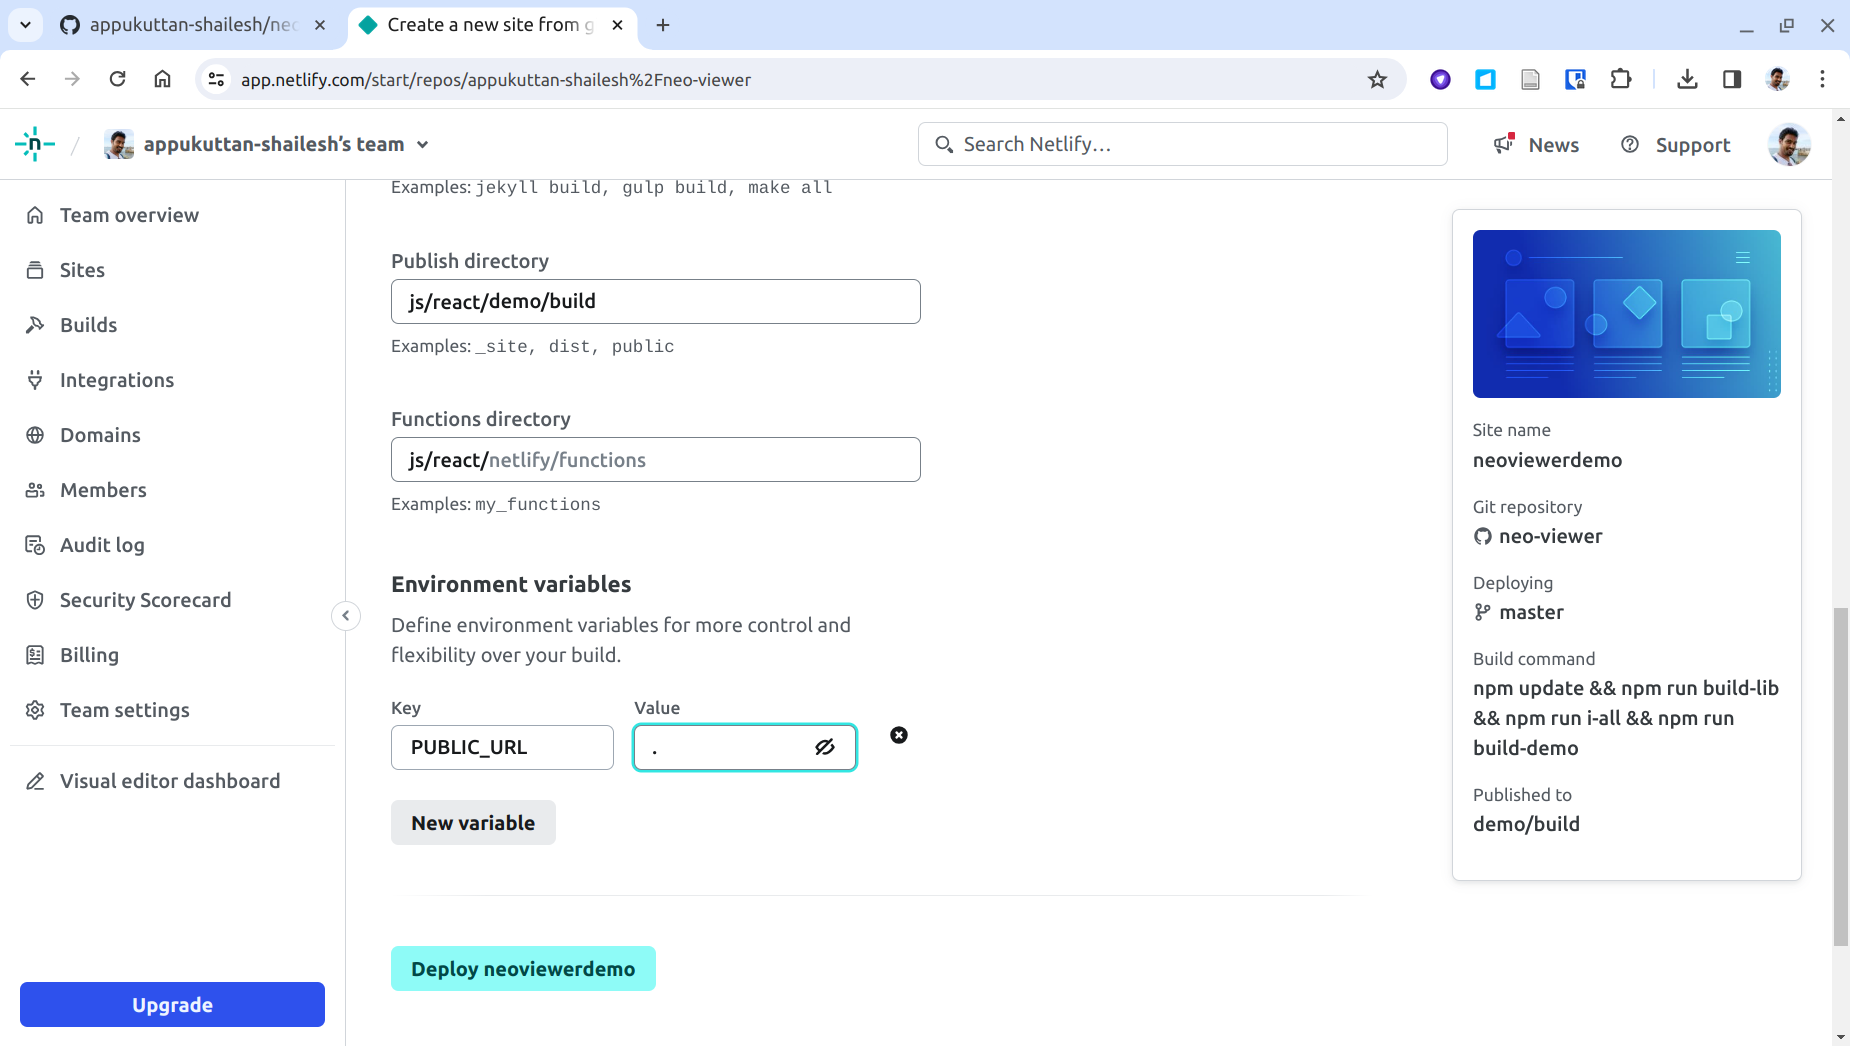 appukuttan-shailesh/neo
Create a new site from g
app.netlify.com/start/repos/appukuttan-shailesh%2Fneo-viewer
appukuttan-shailesh’s team
Search Netlify…
News
Support
Team overview
Sites
Builds
Integrations
Domains
Members
Audit log
Security Scorecard
Billing
Team settings
Visual editor dashboard
Upgrade
Examples: jekyll build, gulp build, make all
Publish directory
js/react/demo/build
Examples: _site, dist, public
Functions directory
js/react/netlify/functions
Examples: my_functions
Environment variables
Define environment variables for more control and
flexibility over your build.
Key
Value
PUBLIC_URL
.
New variable
Deploy neoviewerdemo
Site name
neoviewerdemo
Git repository
neo-viewer
Deploying
master
Build command
npm update && npm run build-lib
&& npm run i-all && npm run
build-demo
Published to
demo/build